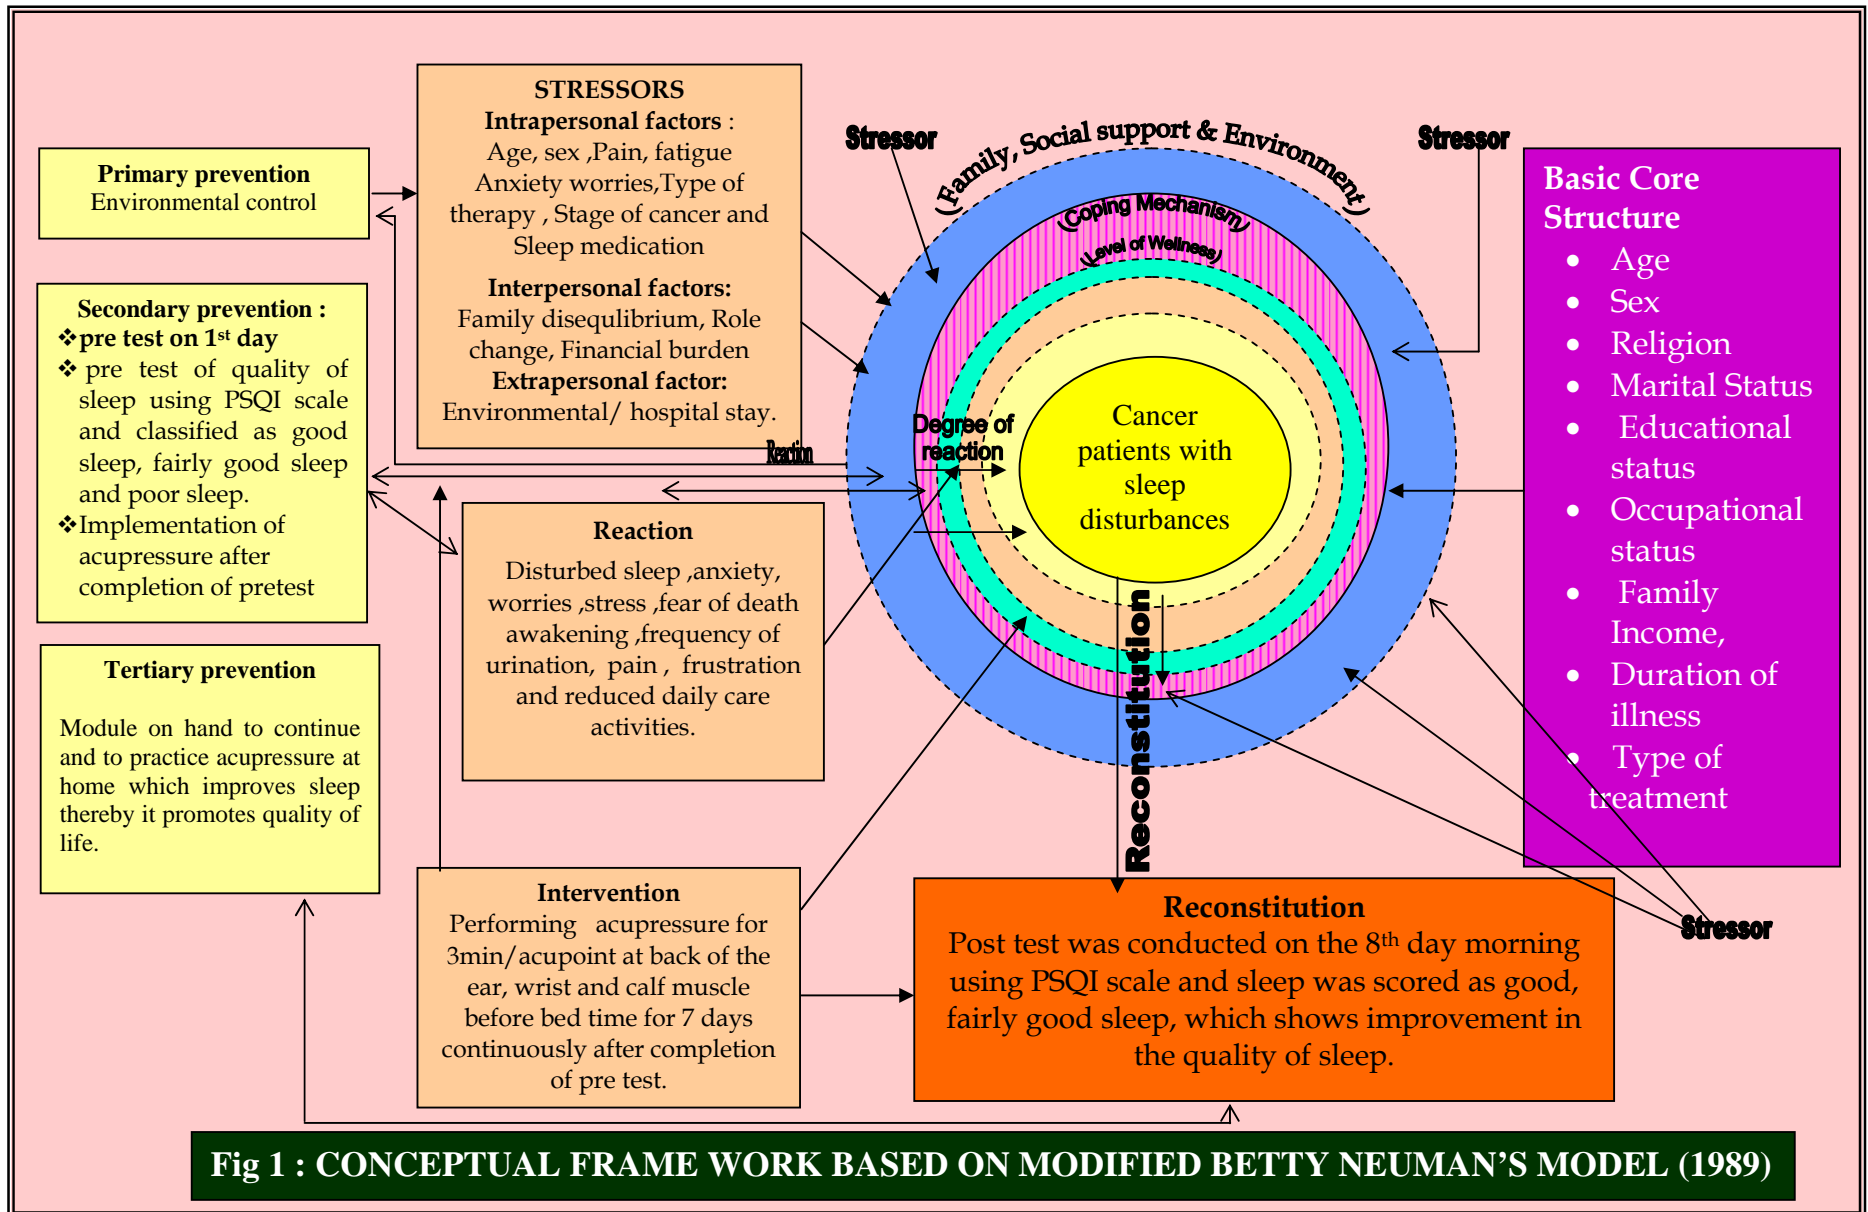 STRESSORS
Intrapersonal factors :
Age, sex ,Pain, fatigue
Anxiety worries,Type of
therapy , Stage of cancer and
Sleep medication
Interpersonal factors:
Family disequlibrium, Role
change, Financial burden
Extrapersonal factor:
Environmental/ hospital stay.
Primary prevention
Environmental control
Secondary prevention :
❖pre test on 1st day
❖ pre test of quality of
sleep using PSQI scale
and classified as good
sleep, fairly good sleep
and poor sleep.
❖Implementation of
acupressure after
completion of pretest
Tertiary prevention
Module on hand to continue
and to practice acupressure at
home which improves sleep
thereby it promotes quality of
life.
Reaction
Reaction
Disturbed sleep ,anxiety,
worries ,stress ,fear of death
awakening ,frequency of
urination, pain , frustration
and reduced daily care
activities.
Intervention
Performing acupressure for
3min/acupoint at back of the
ear, wrist and calf muscle
before bed time for 7 days
continuously after completion
of pre test.
Stressor
(Family, Social support & Environment)
Stressor
(Coping Mechanism)
(Level of Wellness)
Degree of
reaction
Cancer
patients with
sleep
disturbances
Reconstitution
Basic Core
Structure
• Age
• Sex
• Religion
• Marital Status
• Educational
status
• Occupational
status
• Family
Income,
• Duration of
illness
• Type of
treatment
Stressor
Reconstitution
Post test was conducted on the 8th day morning
using PSQI scale and sleep was scored as good,
fairly good sleep, which shows improvement in
the quality of sleep.
Fig 1 : CONCEPTUAL FRAME WORK BASED ON MODIFIED BETTY NEUMAN’S MODEL (1989)